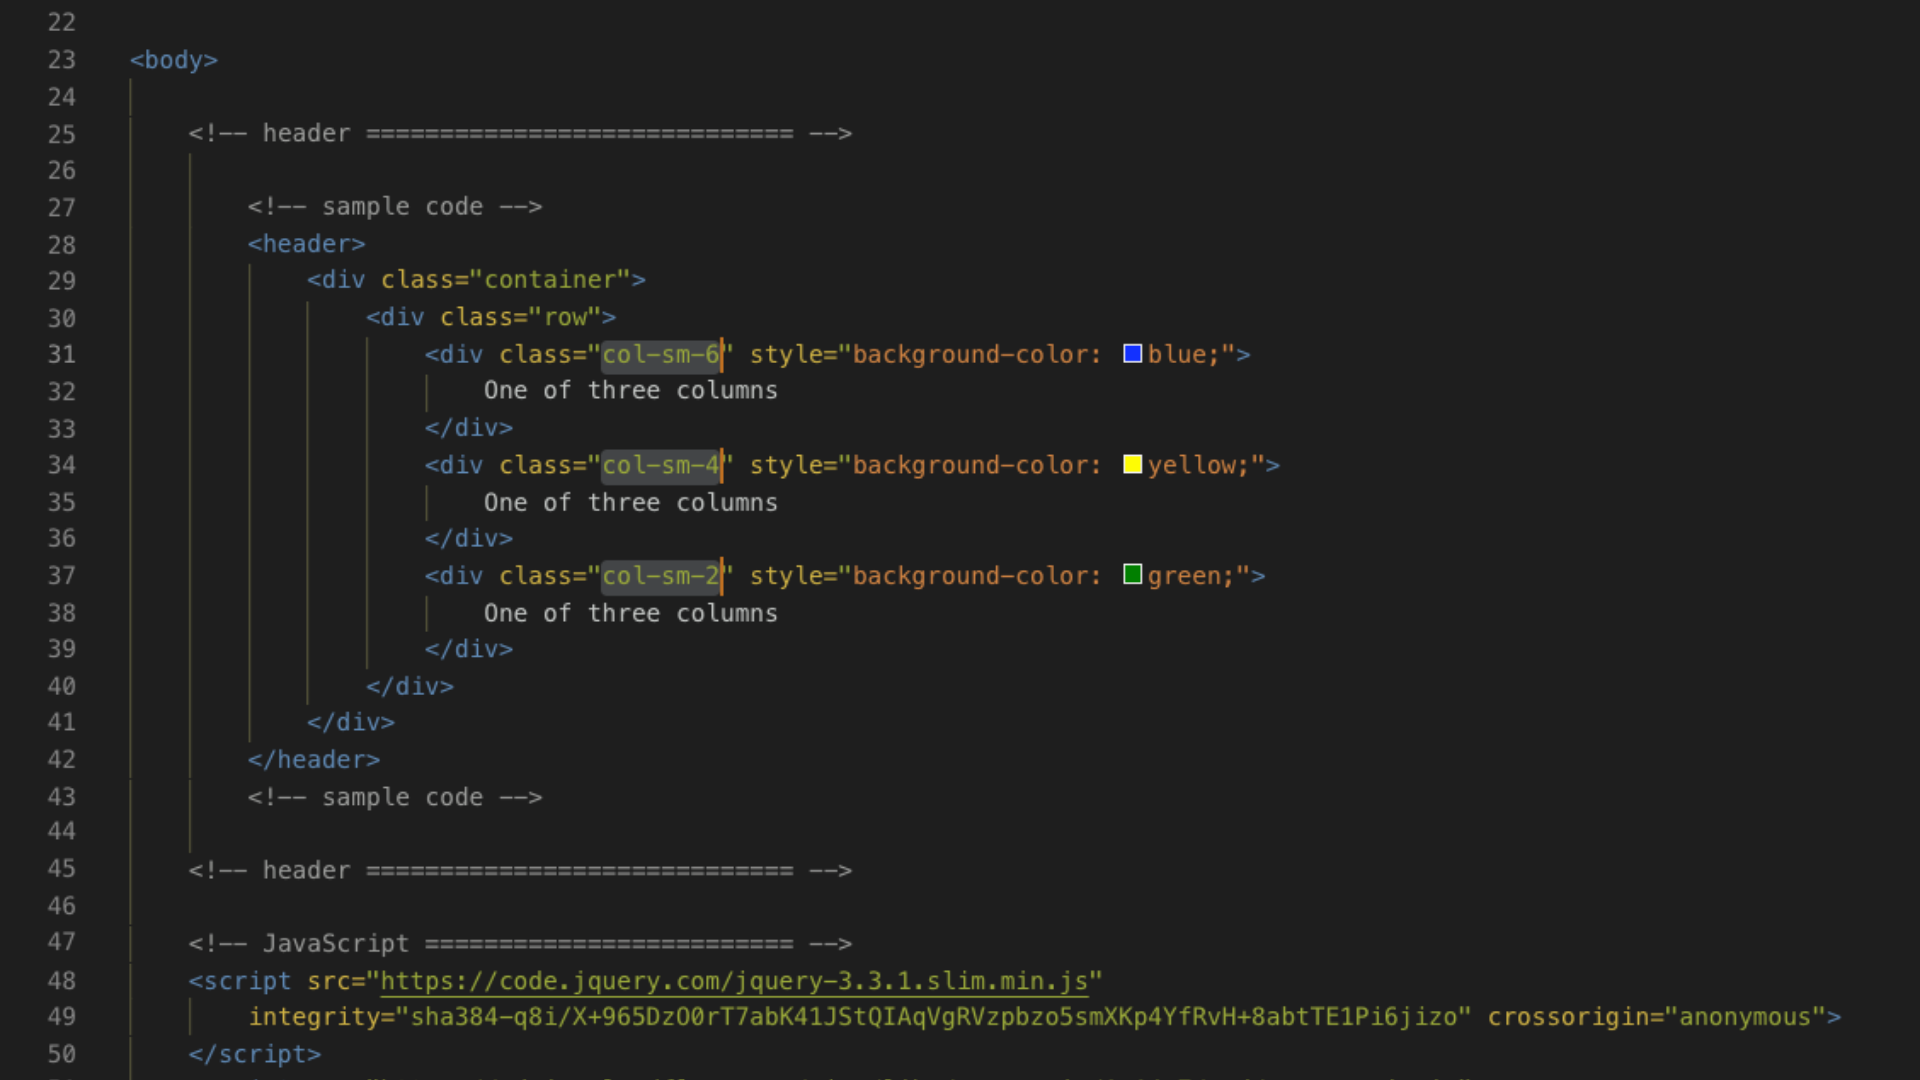 22
23 <body>
24
25 <!-- header ============================= -->
26
27 <!-- sample code -->
28 <header>
29 <div class="container">
30 <div class="row">
31 <div class="col-sm-6" style="background-color: blue;">
32 One of three columns
33 </div>
34 <div class="col-sm-4" style="background-color: yellow;">
35 One of three columns
36 </div>
37 <div class="col-sm-2" style="background-color: green;">
38 One of three columns
39 </div>
40 </div>
41 </div>
42 </header>
43 <!-- sample code -->
44
45 <!-- header ============================= -->
46
47 <!-- JavaScript ========================= -->
48 <script src="https://code.jquery.com/jquery-3.3.1.slim.min.js"
49 integrity="sha384-q8i/X+965DzO0rT7abK41JStQIAqVgRVzpbzo5smXKp4YfRvH+8abtTE1Pi6jizo" crossorigin="anonymous">
50 </script>